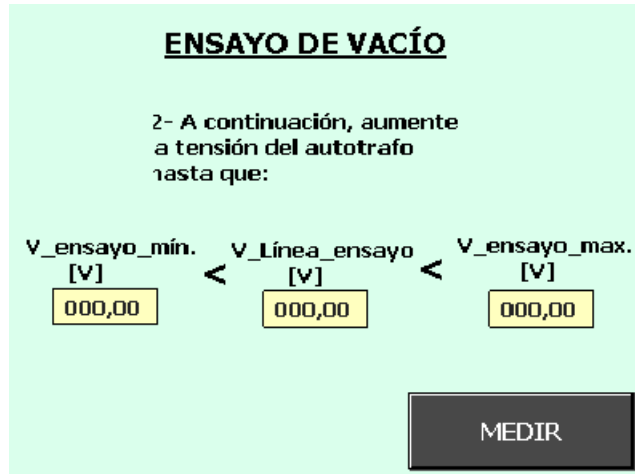 ENSAYO DE VACÍO
2- A continuación, aumente
a tensión del autotrafo
hasta que:
V_ensayo_mín. V_Línea_ensayo V_ensayo_max.
[V] < [V] < [V]
000,00 000,00 000,00
MEDIR